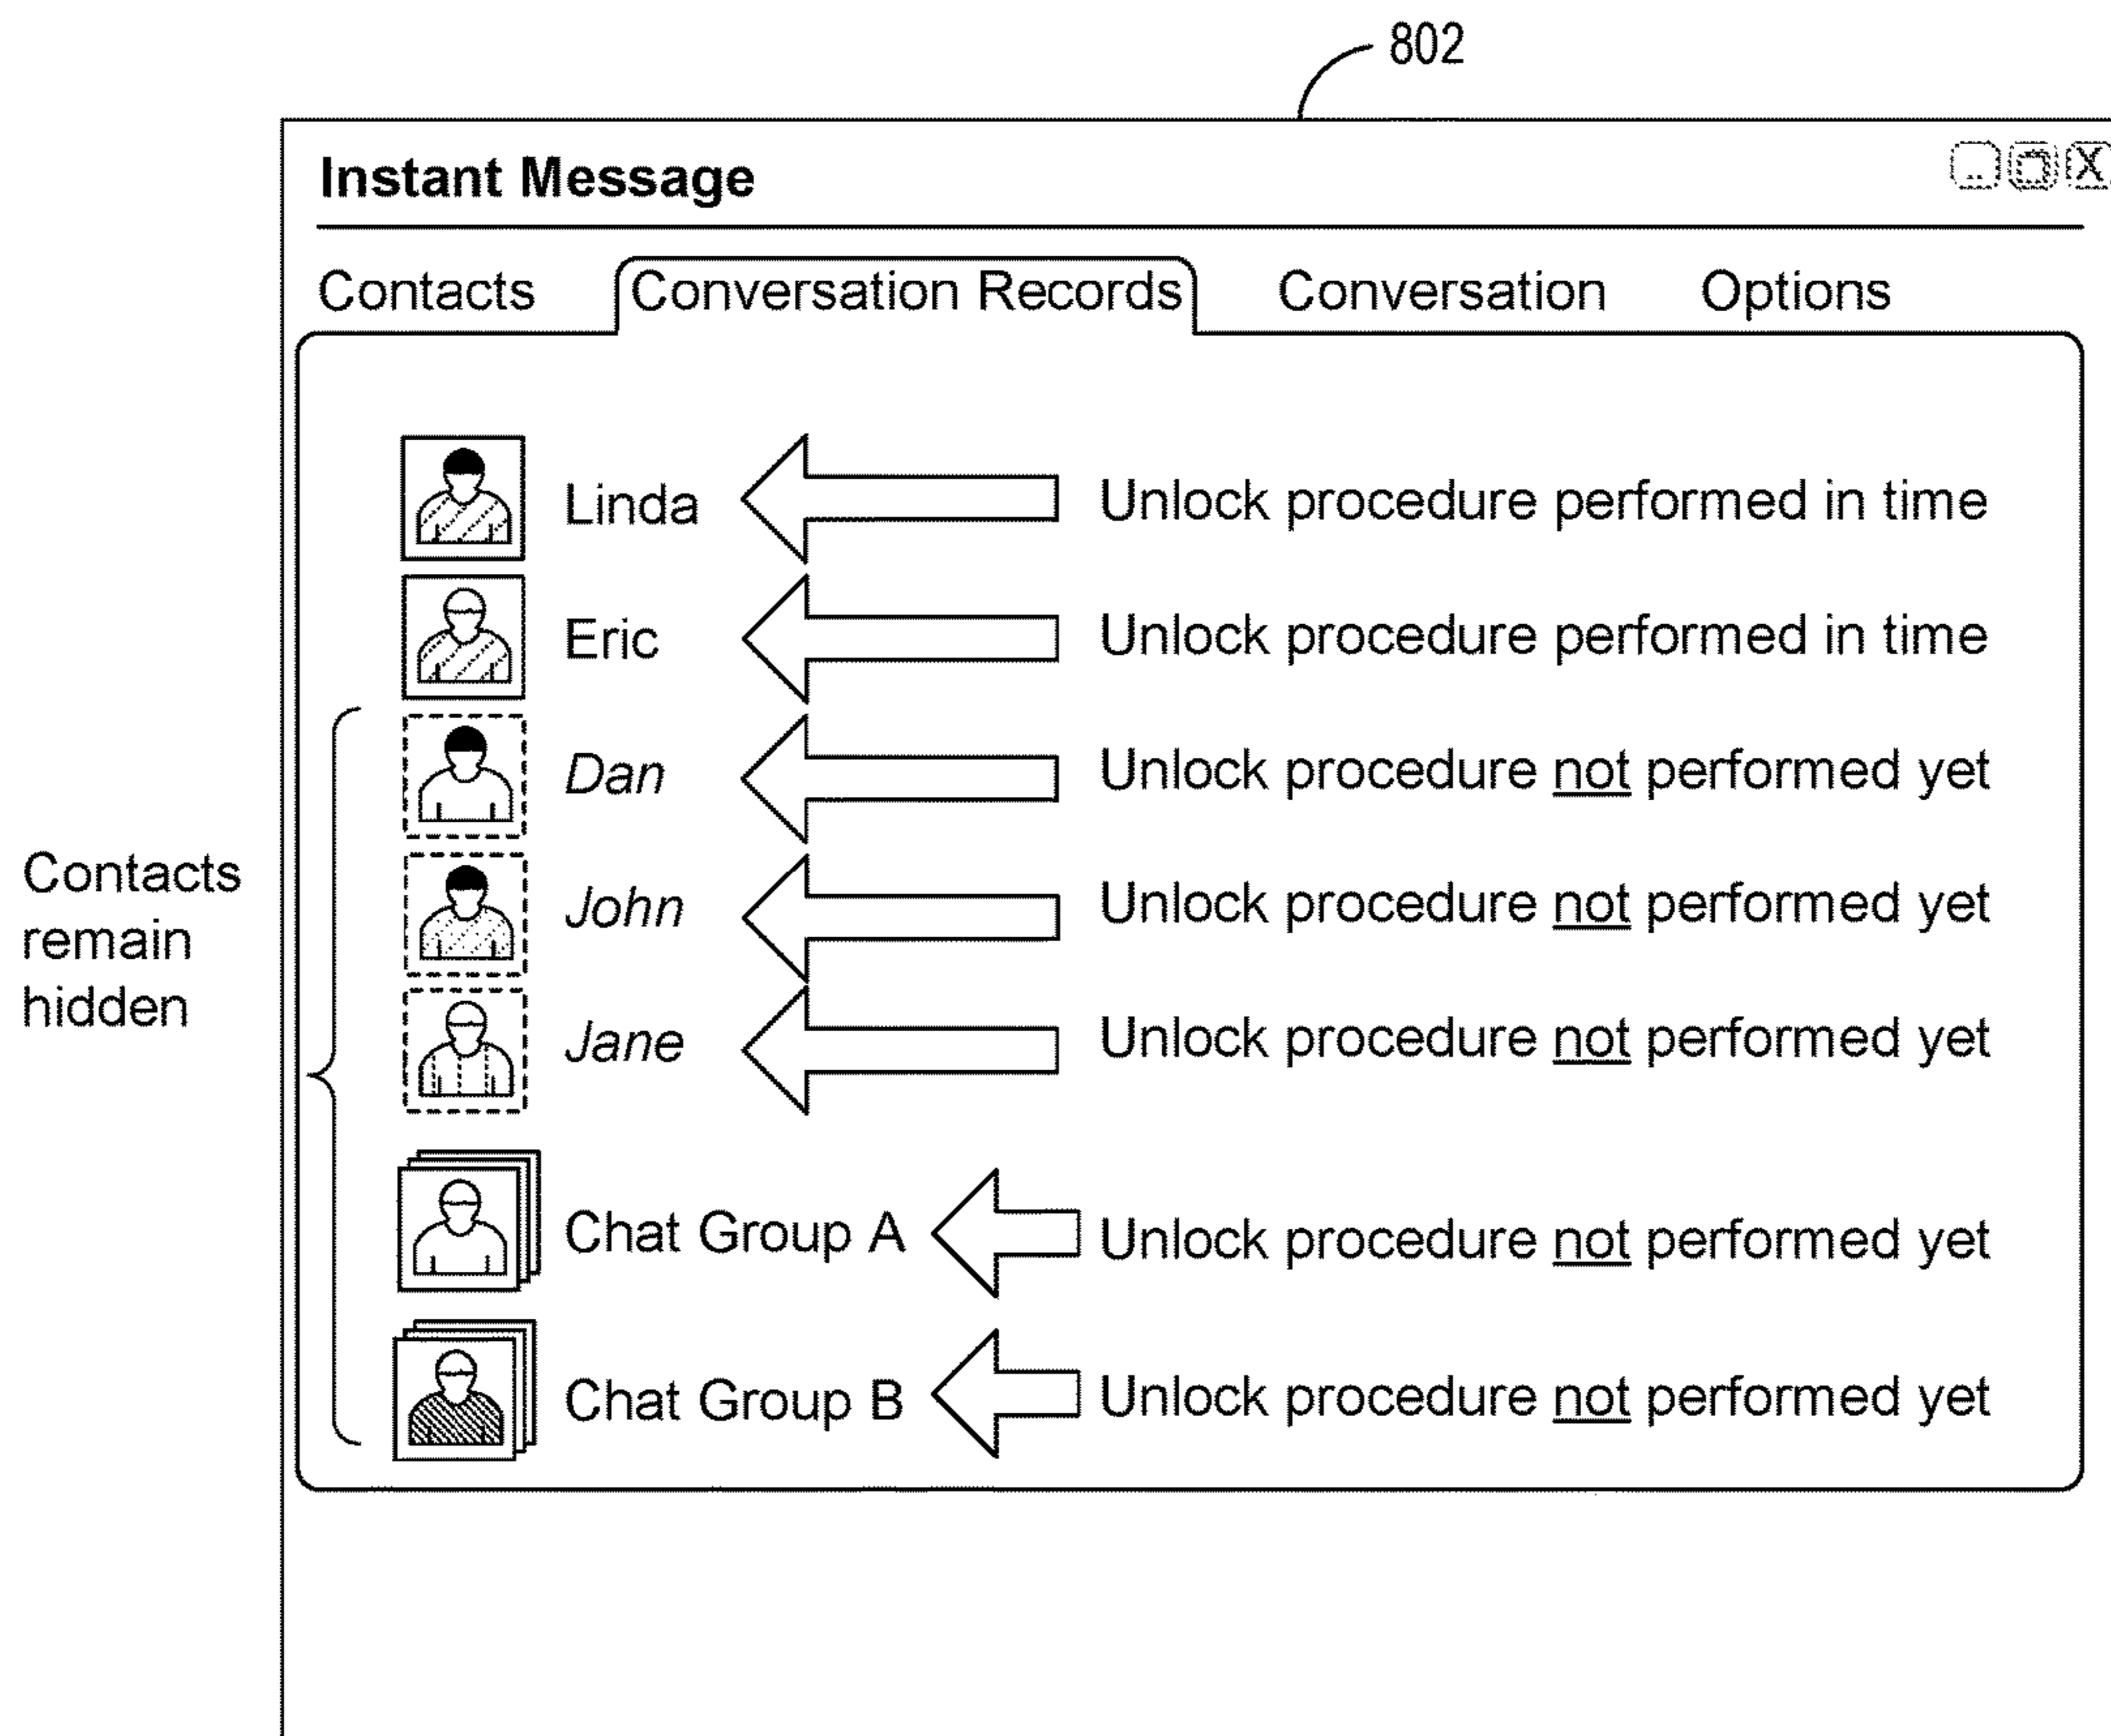 802
Instant Message
Contacts Conversation Records Conversation Options
Linda Unlock procedure performed in time
Eric Unlock procedure performed in time
Dan Unlock procedure not performed yet
John Unlock procedure not performed yet
Jane Unlock procedure not performed yet
Chat Group A Unlock procedure not performed yet
Chat Group B Unlock procedure not performed yet
Contacts
remain
hidden